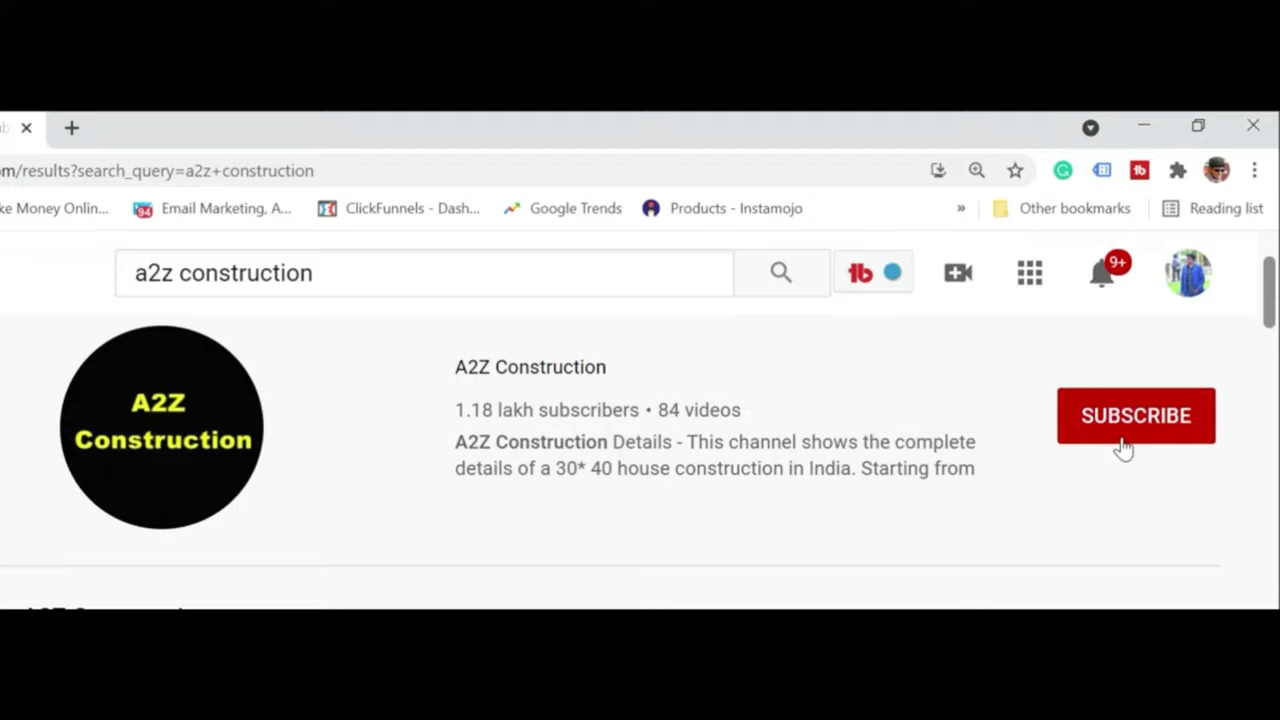 om/results?search_query=a2z+construction
ke Money Onlin... 94 Email Marketing, A... ClickFunnels - Dash... Google Trends Products - Instamojo » Other bookmarks Reading list
a2z construction
9+
A2Z
Construction
A2Z Construction
1.18 lakh subscribers • 84 videos
A2Z Construction Details - This channel shows the complete
details of a 30* 40 house construction in India. Starting from
SUBSCRIBE